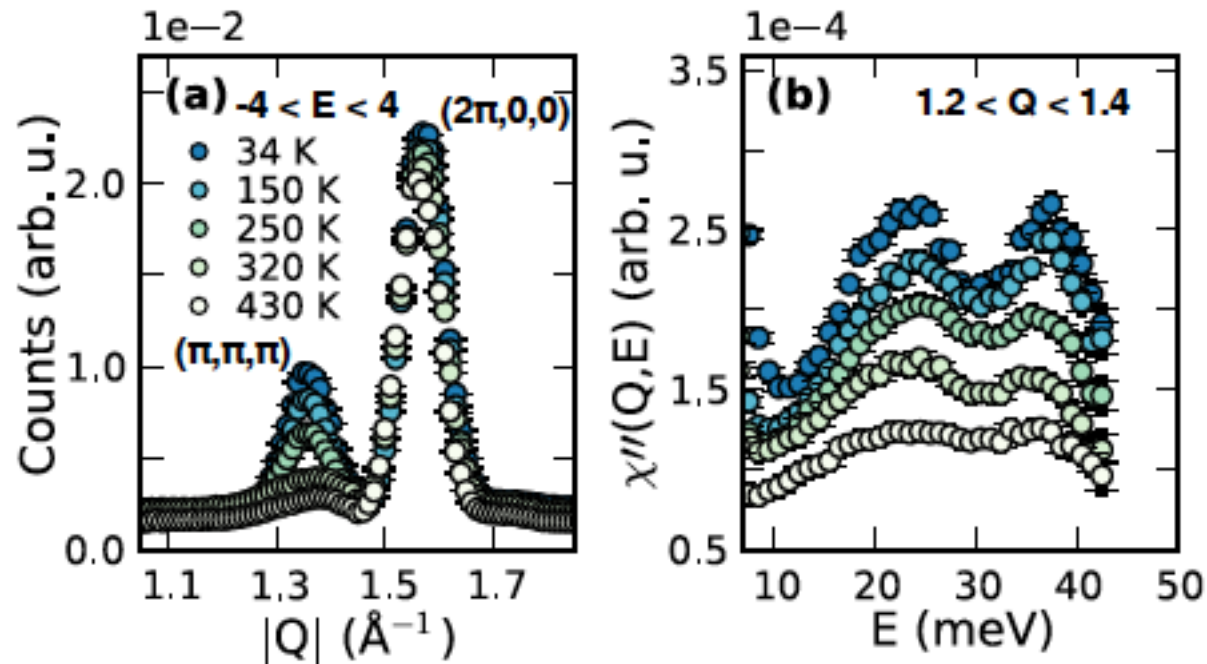 1e−2
(a) -4 < E < 4 (2π,0,0)
34 K
150 K
250 K
320 K
430 K
(π,π,π)
Counts (arb. u.)
2.0
1.0
0.0
1.1 1.3 1.5 1.7
|Q| (Å⁻¹)
1e−4
(b) 1.2 < Q < 1.4
χ′′(Q,E) (arb. u.)
3.5
2.5
1.5
0.5
10 20 30 40 50
E (meV)